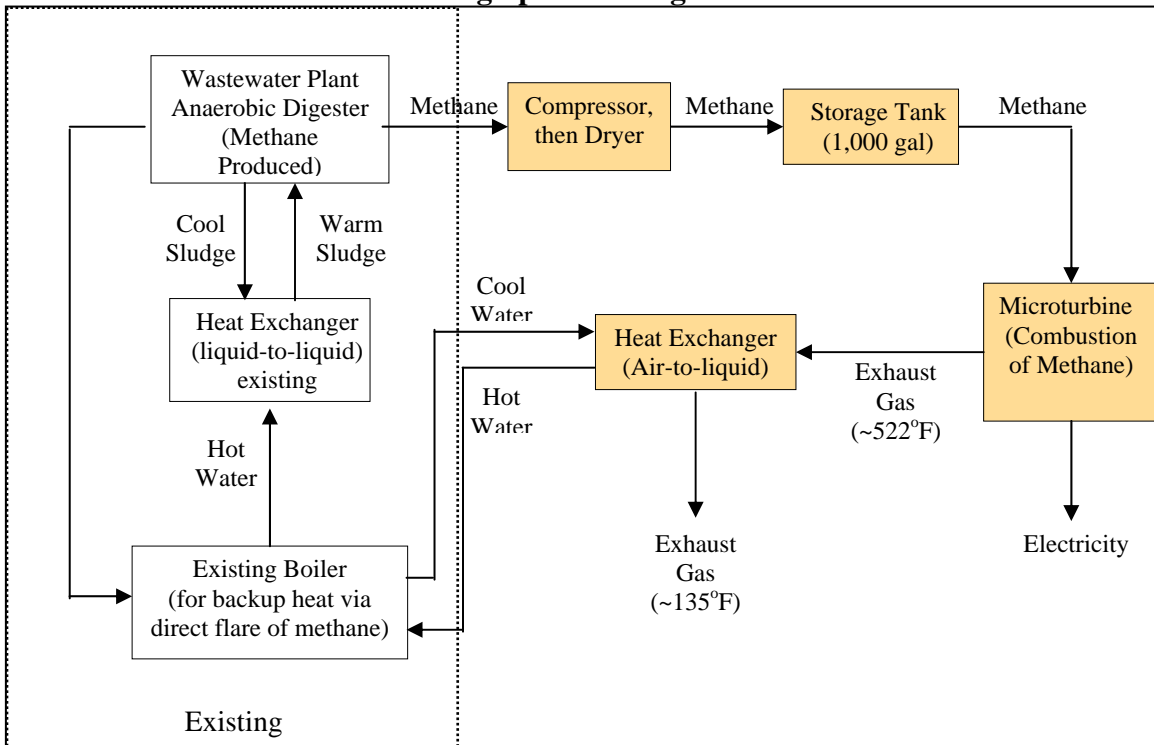 Wastewater Plant
Anaerobic Digester
(Methane
Produced)
Methane
Compressor,
then Dryer
Methane
Storage Tank
(1,000 gal)
Methane
Cool
Sludge
Warm
Sludge
Heat Exchanger
(liquid-to-liquid)
existing
Cool
Water
Heat Exchanger
(Air-to-liquid)
Microturbine
(Combustion
of Methane)
Exhaust
Gas
(~522°F)
Hot
Water
Hot
Water
Existing Boiler
(for backup heat via
direct flare of methane)
Exhaust
Gas
(~135°F)
Electricity
Existing